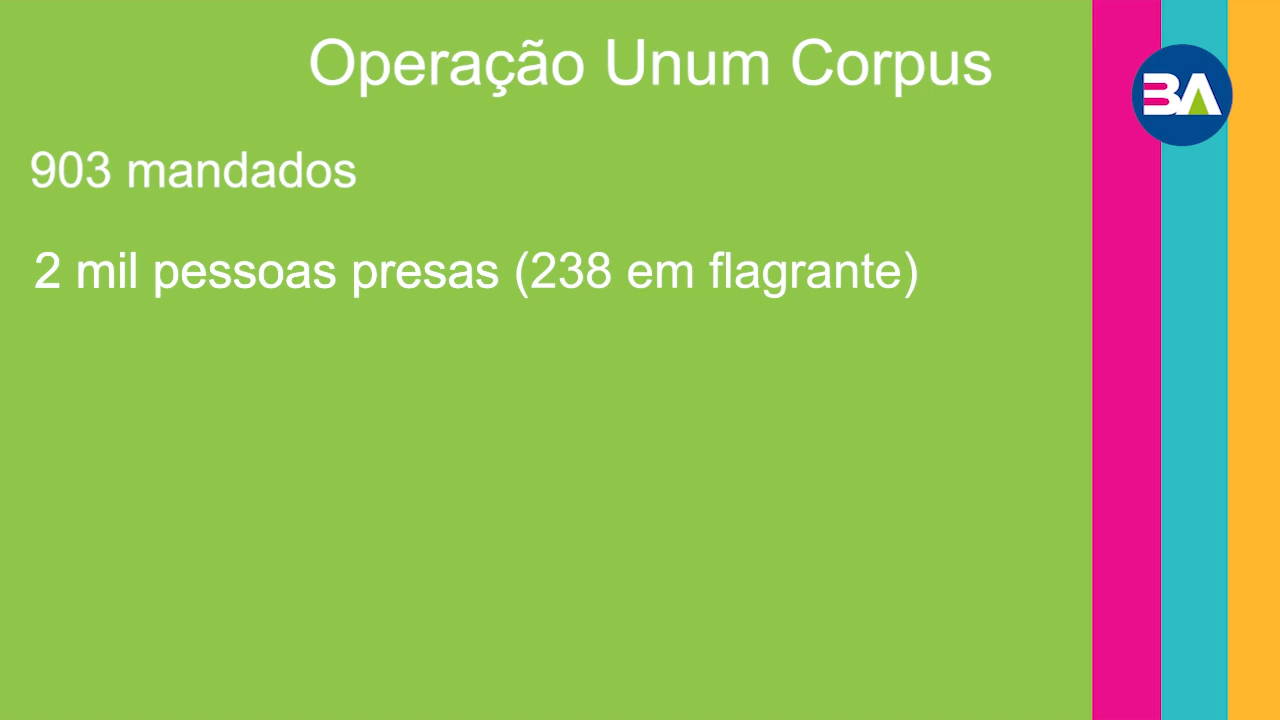 Operação Unum Corpus
BA
903 mandados
2 mil pessoas presas (238 em flagrante)